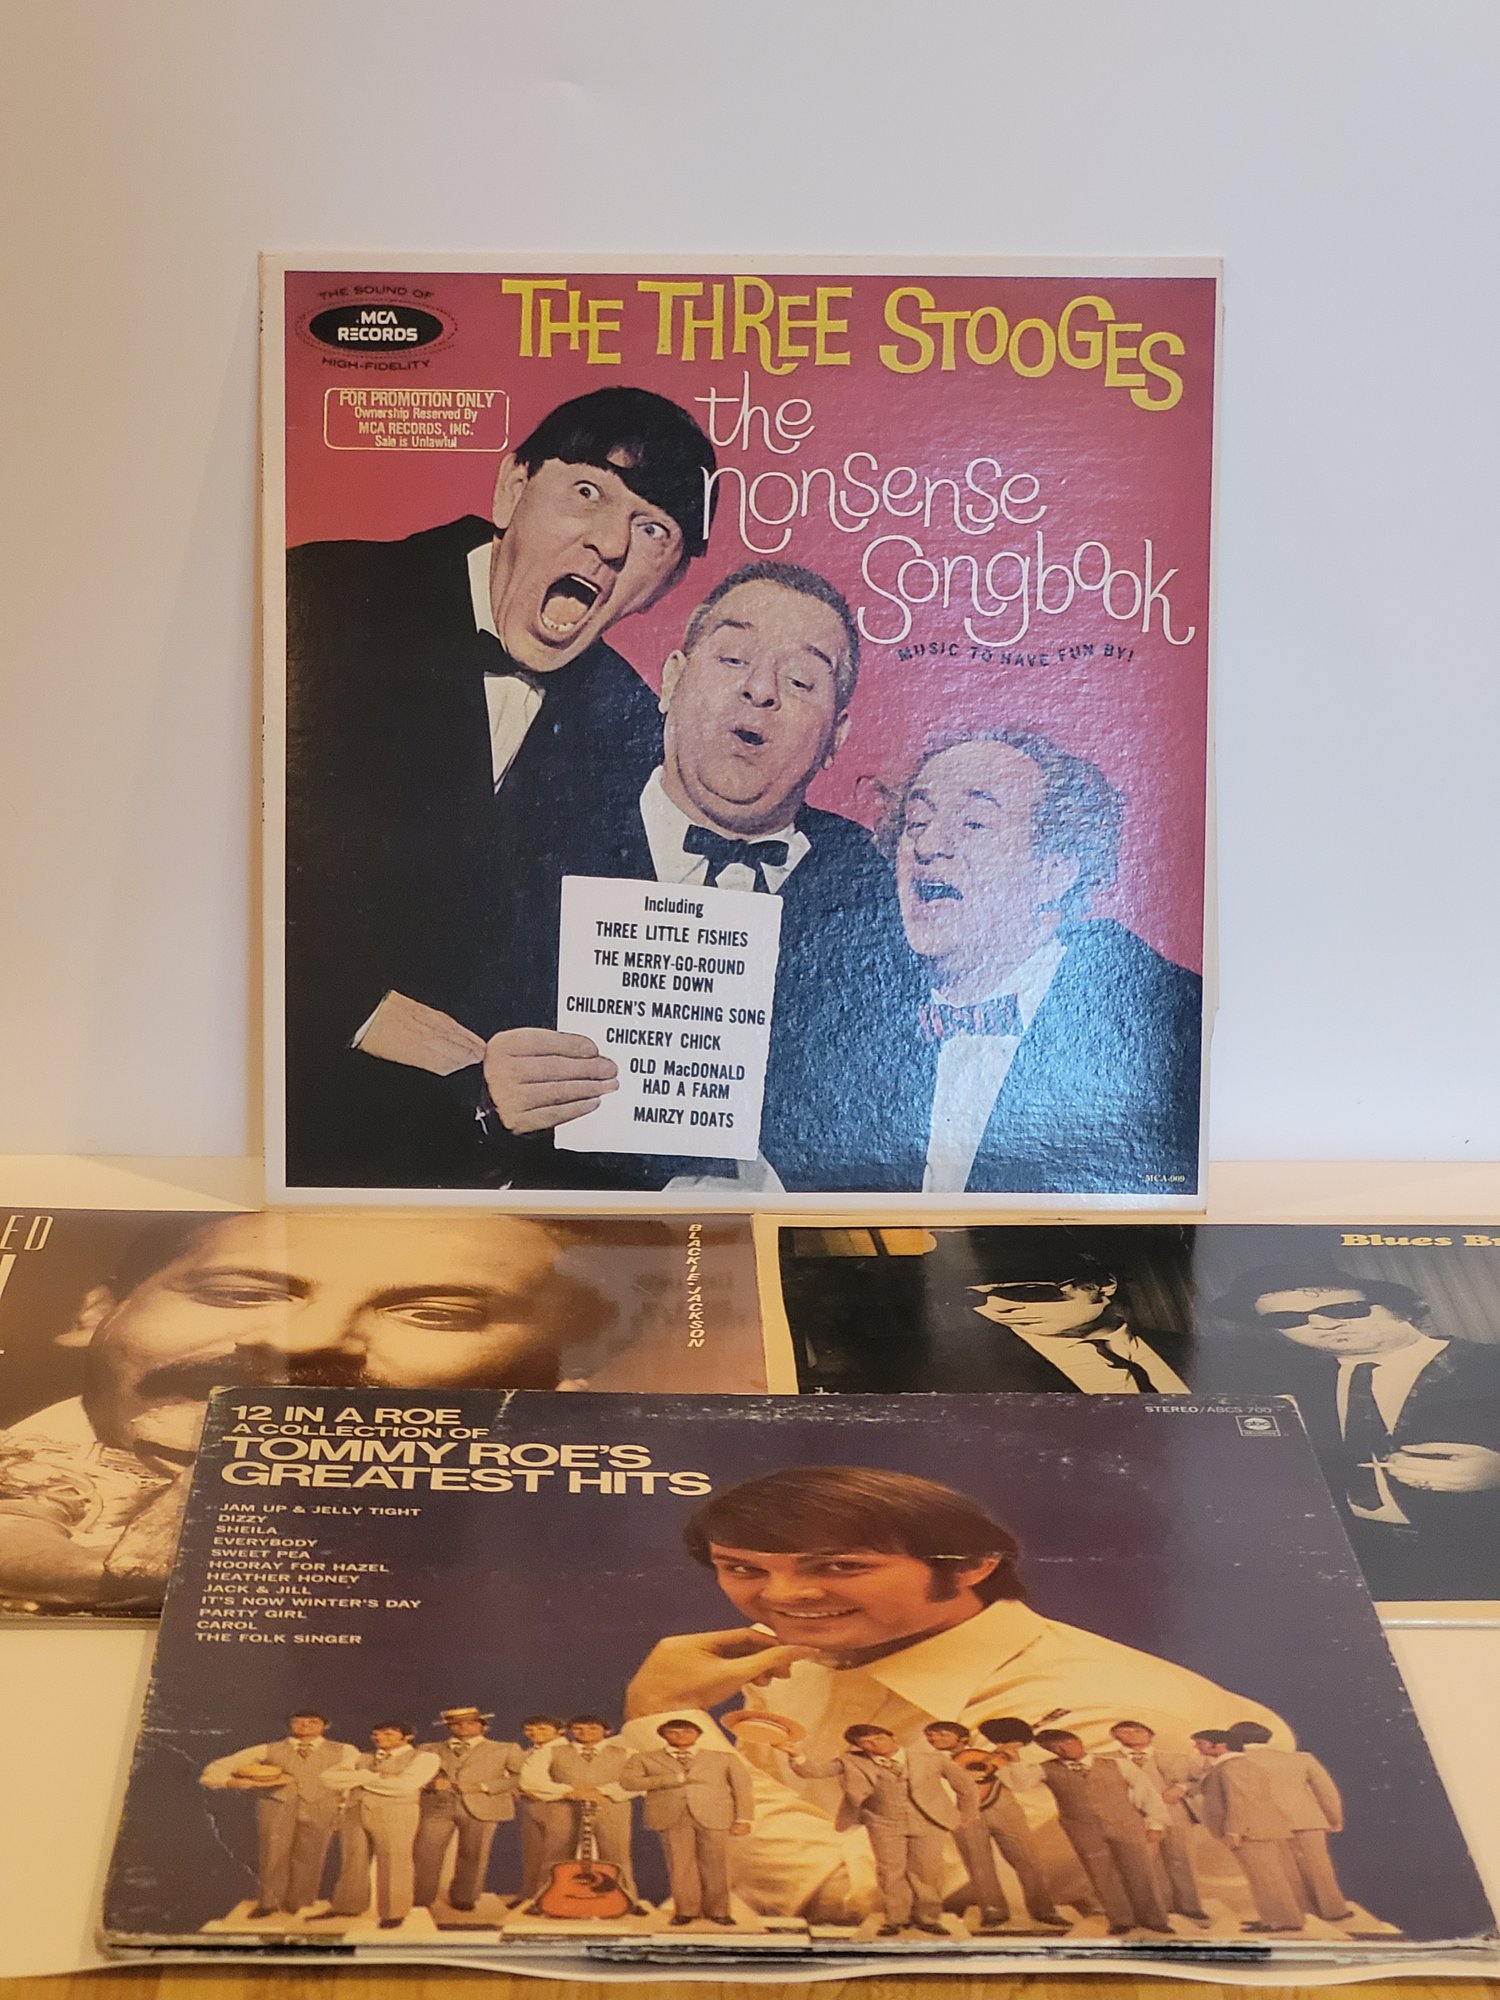 THE SOUND OF
MCA
RECORDS
HIGH-FIDELITY
THE THREE STOOGES
the
nonsense
Songbook
MUSIC TO HAVE FUN BY!
FOR PROMOTION ONLY
Ownership Reserved By
MCA RECORDS, INC.
Sale is Unlawful
Including
THREE LITTLE FISHIES
THE MERRY-GO-ROUND
BROKE DOWN
CHILDREN'S MARCHING SONG
CHICKERY CHICK
OLD MacDONALD
HAD A FARM
MAIRZY DOATS
MCA-909
ED
BLACKIE·JACKSON
Blues Br
12 IN A ROE
A COLLECTION OF
TOMMY ROE'S
GREATEST HITS
STEREO/ABCS 700
abc
RECORDS
JAM UP & JELLY TIGHT
DIZZY
SHEILA
EVERYBODY
SWEET PEA
HOORAY FOR HAZEL
HEATHER HONEY
JACK & JILL
IT'S NOW WINTER'S DAY
PARTY GIRL
CAROL
THE FOLK SINGER